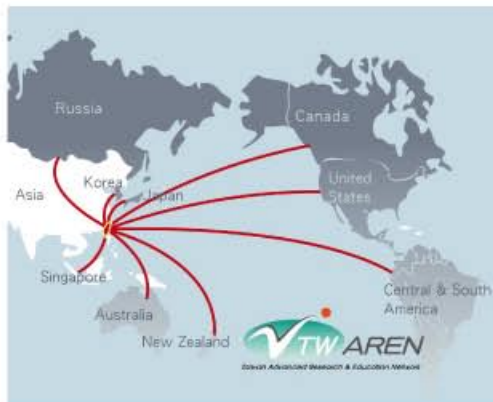 Russia
Canada
Korea
Japan
United
States
Asia
Singapore
Central & South
America
Australia
New Zealand
TWAREN
Taiwan Advanced Research & Education Network